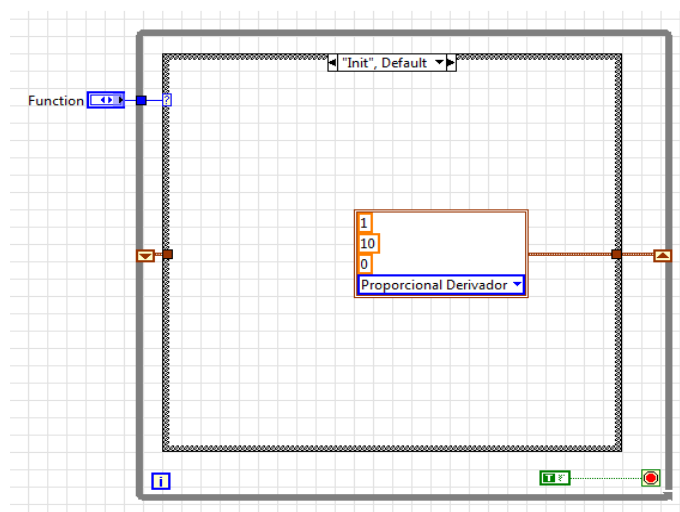 "Init", Default
Function
?
1
10
0
Proporcional Derivador
i
T